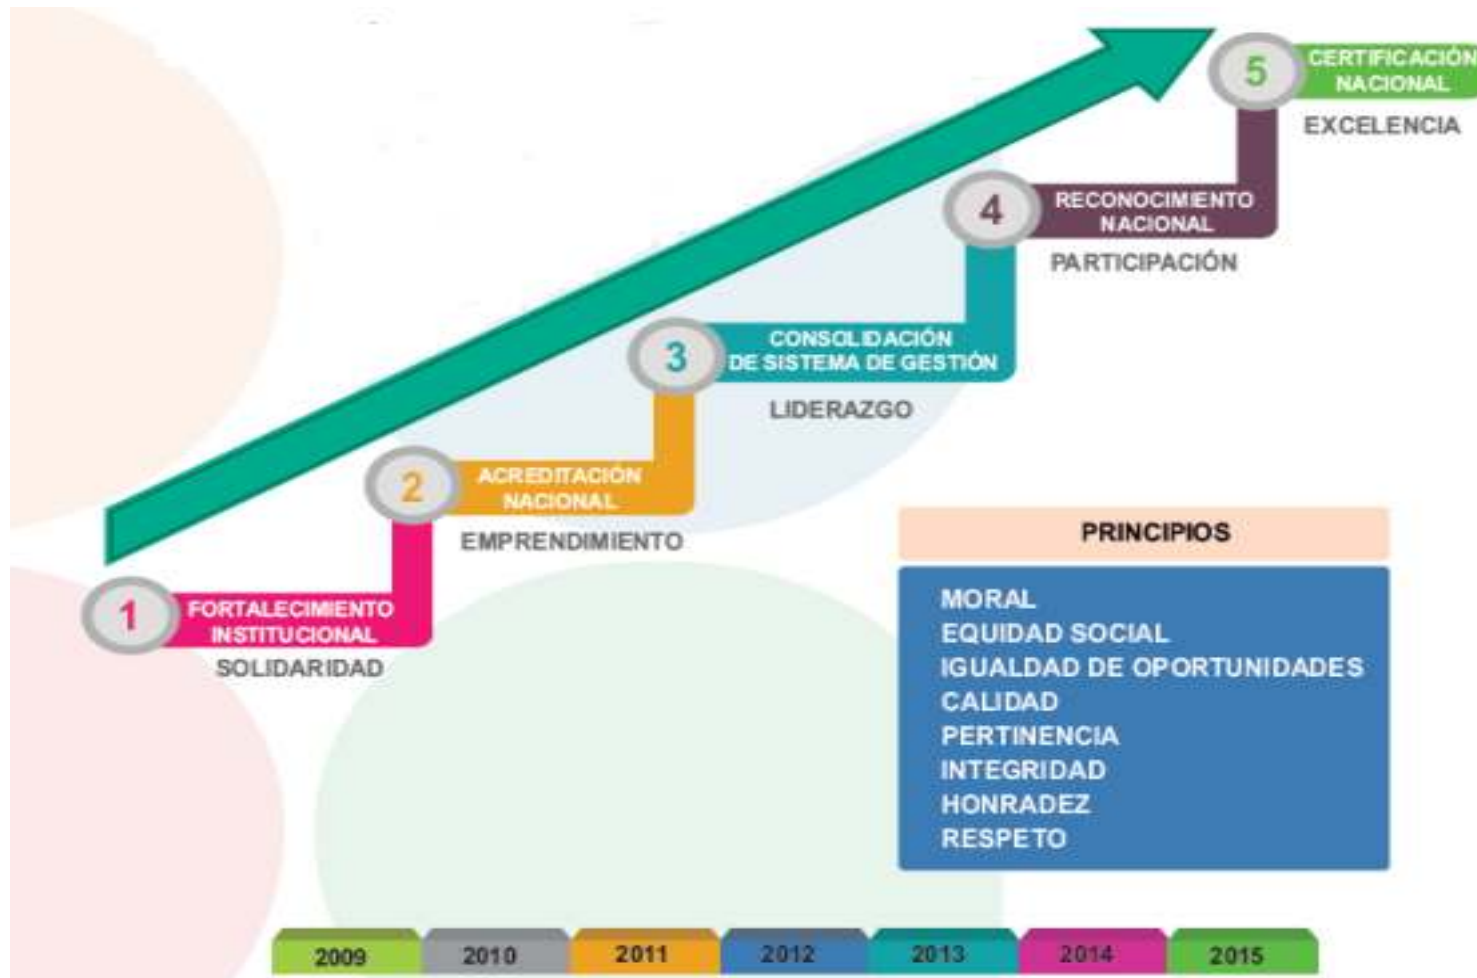 5
CERTIFICACIÓN
NACIONAL
EXCELENCIA
4
RECONOCIMIENTO
NACIONAL
PARTICIPACIÓN
3
CONSOLIDACIÓN
DE SISTEMA DE GESTIÓN
LIDERAZGO
2
ACREDITACIÓN
NACIONAL
EMPRENDIMIENTO
1
FORTALECIMIENTO
INSTITUCIONAL
SOLIDARIDAD
PRINCIPIOS
MORAL
EQUIDAD SOCIAL
IGUALDAD DE OPORTUNIDADES
CALIDAD
PERTINENCIA
INTEGRIDAD
HONRADEZ
RESPETO
2009 2010 2011 2012 2013 2014 2015